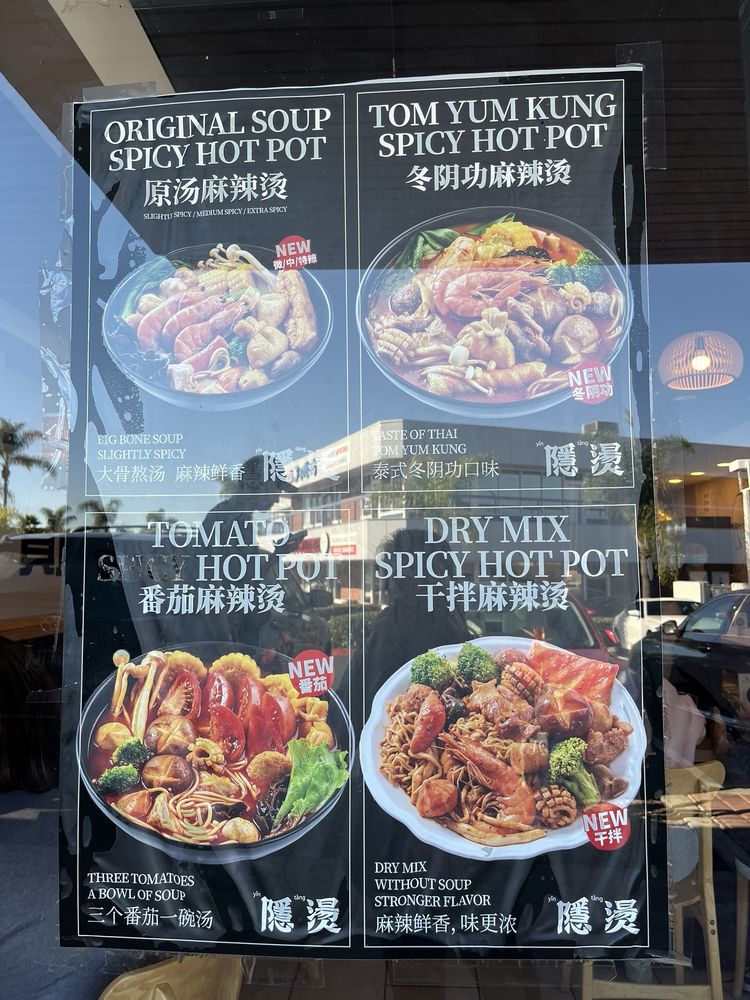 ORIGINAL SOUP
SPICY HOT POT
原汤麻辣烫
SLIGHTLY SPICY / MEDIUM SPICY / EXTRA SPICY
NEW
微/中/特辣
BIG BONE SOUP
SLIGHTLY SPICY
大骨熬汤 麻辣鲜香
yǐn tàng
隱燙
TOM YUM KUNG
SPICY HOT POT
冬阴功麻辣烫
NEW
冬阴功
TASTE OF THAI
TOM YUM KUNG
泰式冬阴功口味
yǐn tàng
隱燙
TOMATO
SPICY HOT POT
番茄麻辣烫
NEW
番茄
THREE TOMATOES
A BOWL OF SOUP
三个番茄一碗汤
yǐn tàng
隱燙
DRY MIX
SPICY HOT POT
干拌麻辣烫
NEW
干拌
DRY MIX
WITHOUT SOUP
STRONGER FLAVOR
麻辣鲜香, 味更浓
yǐn tàng
隱燙